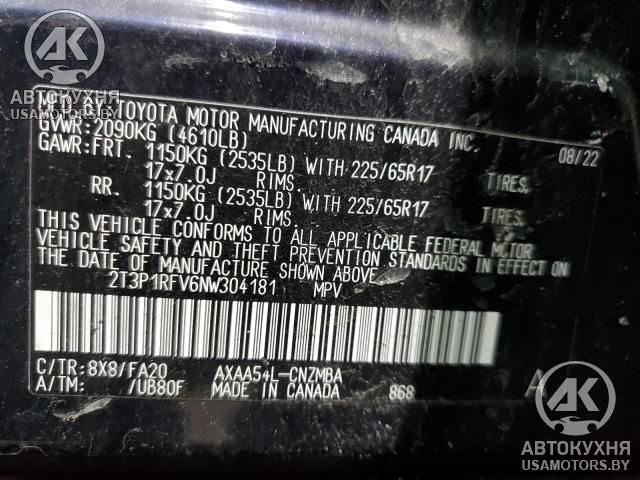 АВТОКУХНЯ
USAMOTORS.BY
TOYOTA MOTOR MANUFACTURING CANADA INC.
GVWR: 2090KG (4610LB) 08/22
GAWR: FRT. 1150KG (2535LB) WITH 225/65R17 TIRES,
17x7.0J RIMS,
RR. 1150KG (2535LB) WITH 225/65R17 TIRES,
17x7.0J RIMS.
THIS VEHICLE CONFORMS TO ALL APPLICABLE FEDERAL MOTOR
VEHICLE SAFETY AND THEFT PREVENTION STANDARDS IN EFFECT ON
THE DATE OF MANUFACTURE SHOWN ABOVE.
2T3P1RFV6NW304181 MPV
C/TR: 8X8/FA20 AXAA54L-CNZMBA A
A/TM: /UB80F MADE IN CANADA 868
АВТОКУХНЯ
USAMOTORS.BY